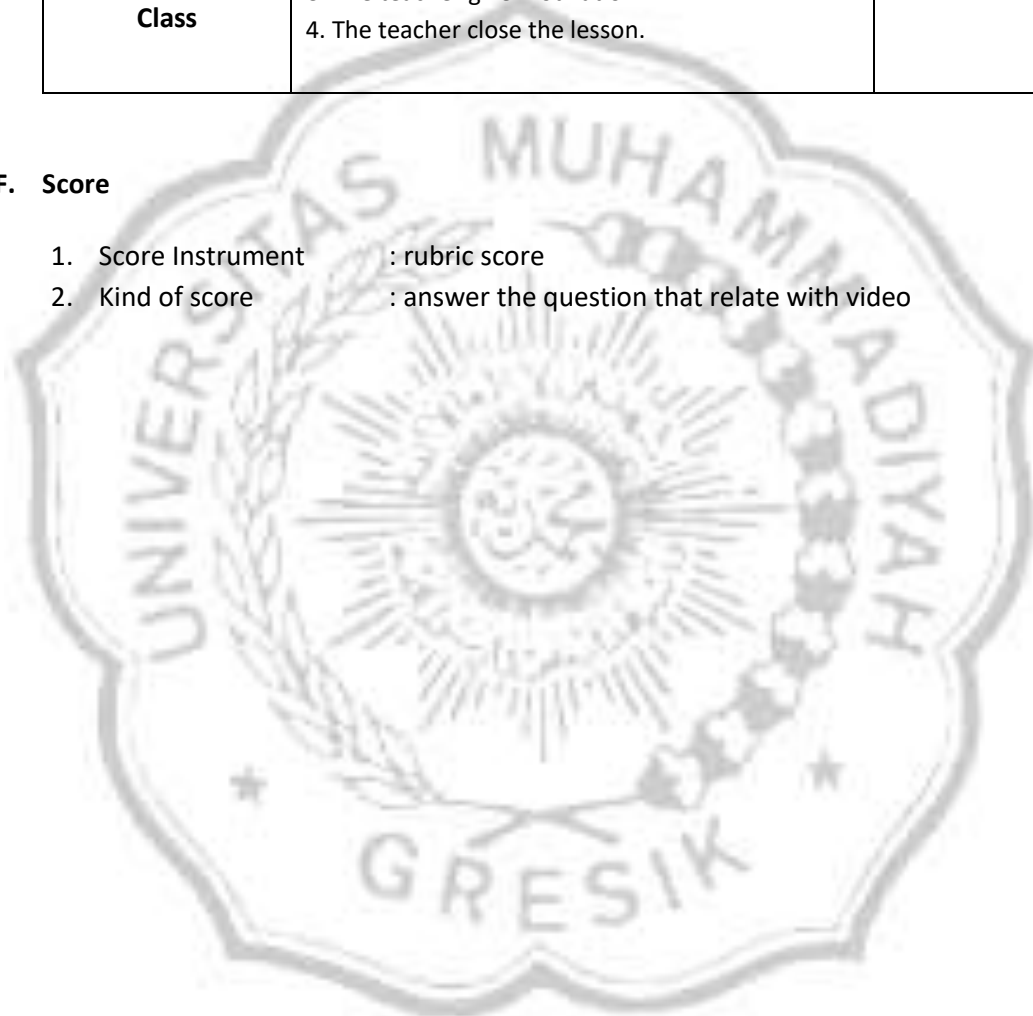 Class
4. The teacher close the lesson.
F. Score
1. Score Instrument : rubric score
2. Kind of score : answer the question that relate with video
UNIVERSITAS MUHAMMADIYAH
GRESIK